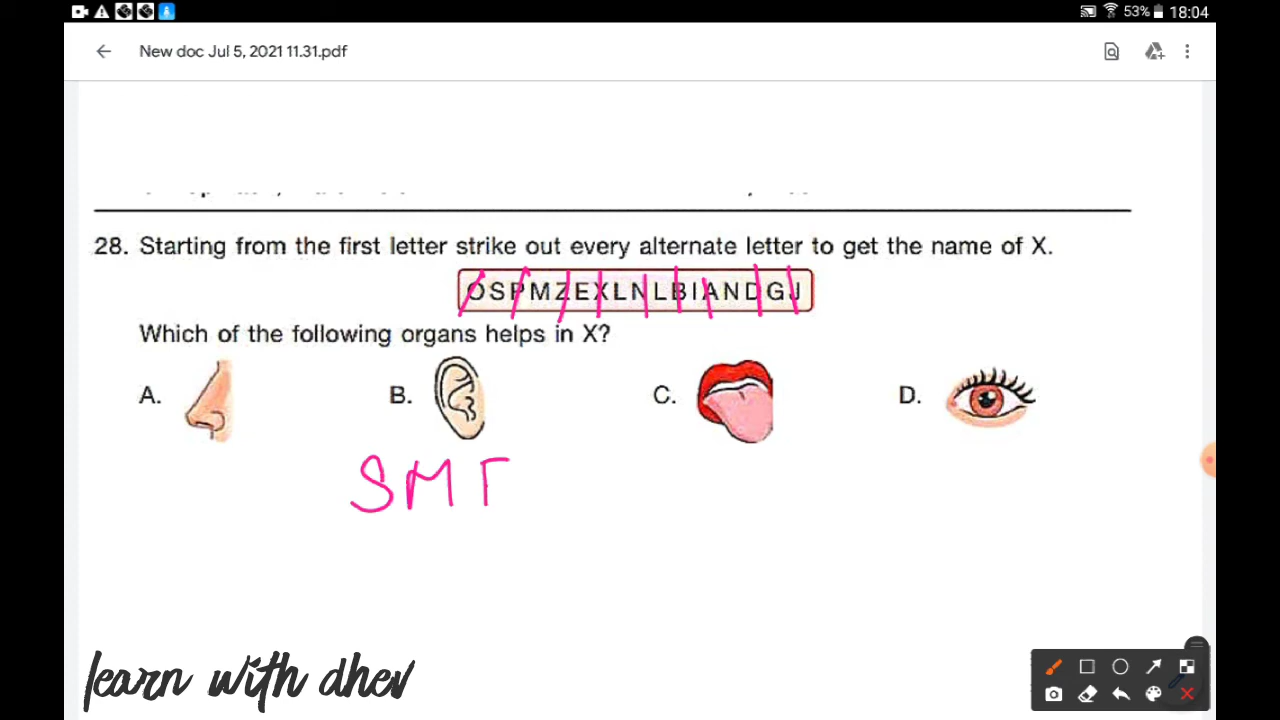 53% 18:04
New doc Jul 5, 2021 11.31.pdf
28. Starting from the first letter strike out every alternate letter to get the name of X.
OSPMZEXLNLBIANDGJ
Which of the following organs helps in X?
A. B. C. D.
SM
learn with dhev